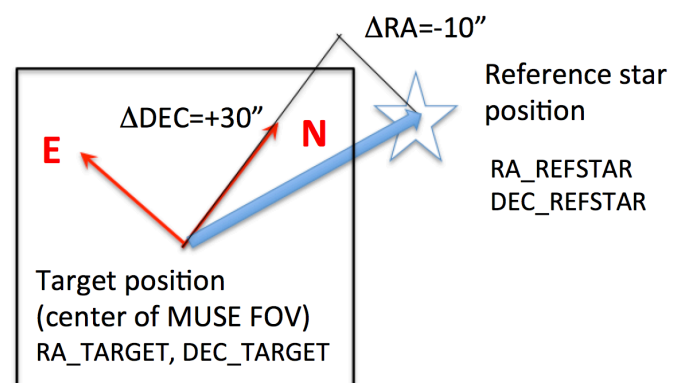 ΔRA=-10”
Reference star
position
ΔDEC=+30”
N
E
RA_REFSTAR
DEC_REFSTAR
Target position
(center of MUSE FOV)
RA_TARGET, DEC_TARGET